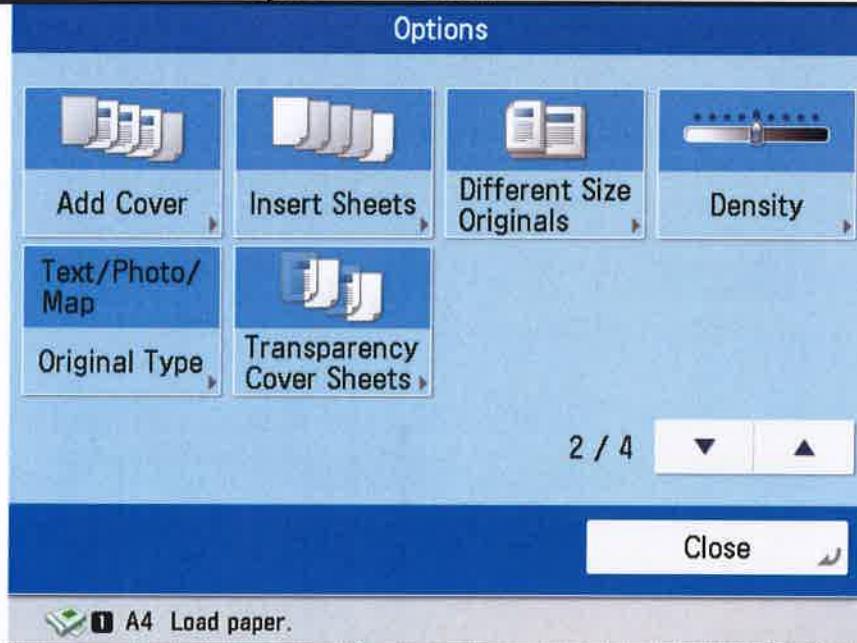 Options
Add Cover
Insert Sheets
Different Size
Originals
Density
Text/Photo/
Map
Original Type
Transparency
Cover Sheets
2 / 4
Close
1 A4 Load paper.